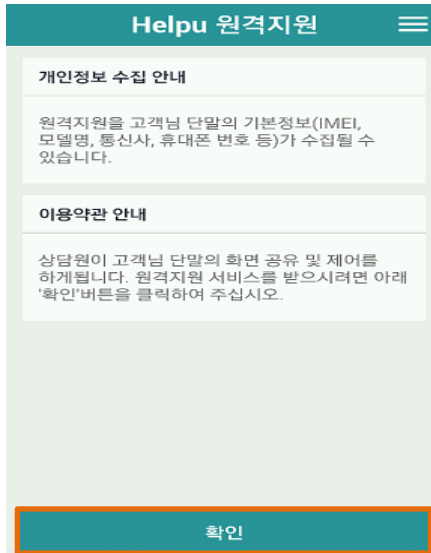 Helpu 원격지원
개인정보 수집 안내
원격지원을 고객님 단말의 기본정보(IMEI,
모델명, 통신사, 휴대폰 번호 등)가 수집될 수
있습니다.
이용약관 안내
상담원이 고객님 단말의 화면 공유 및 제어를
하게됩니다. 원격지원 서비스를 받으시려면 아래
'확인'버튼을 클릭하여 주십시오.
확인